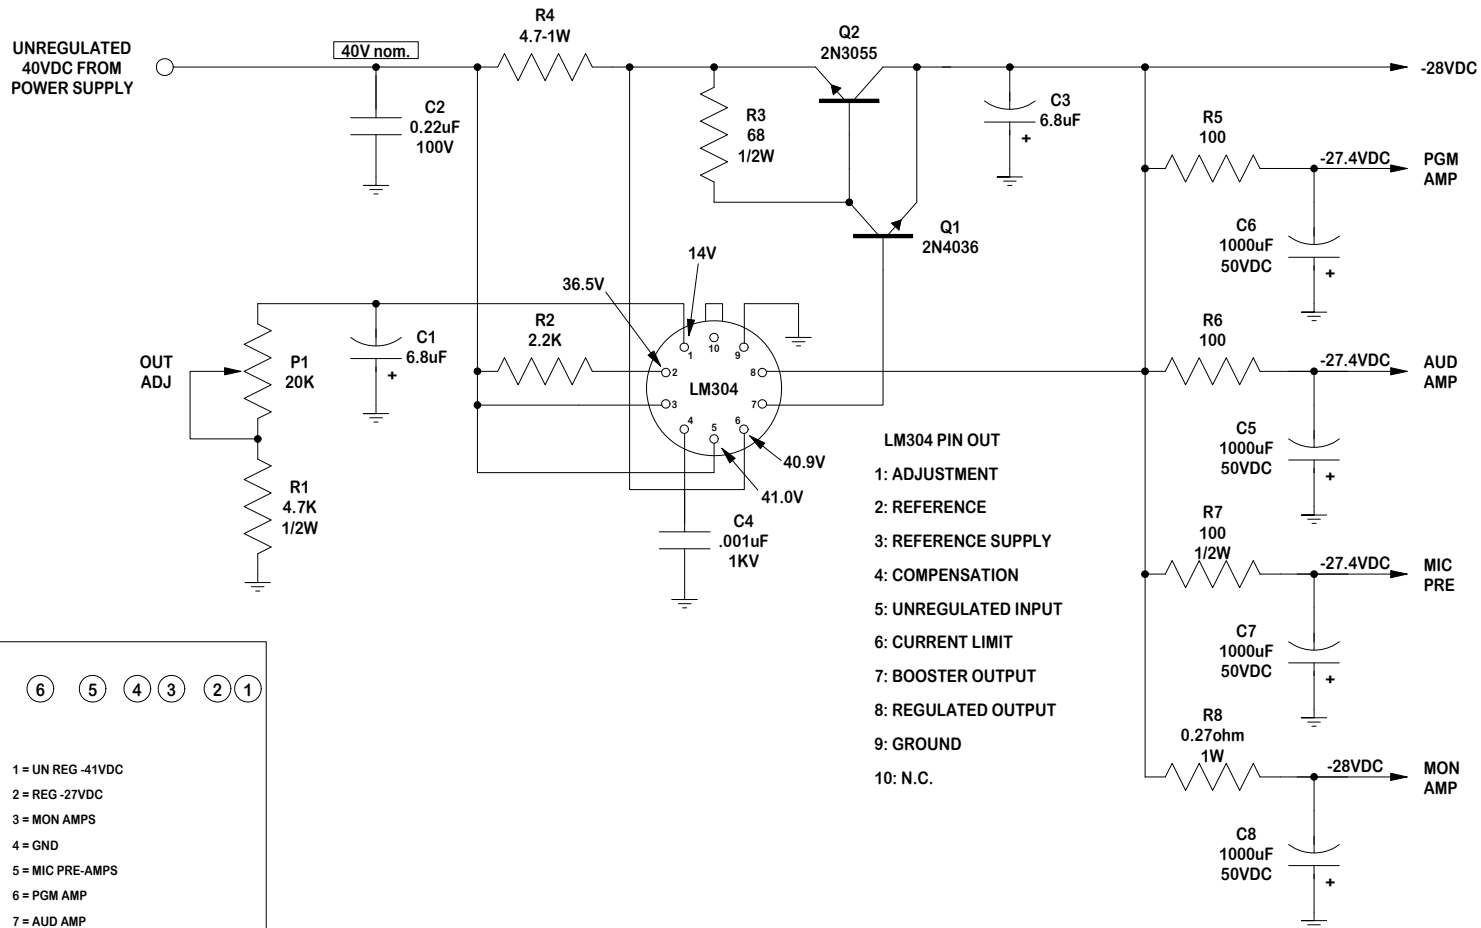 UNREGULATED
40VDC FROM
POWER SUPPLY
40V nom.
C2
0.22uF
100V
R4
4.7-1W
R3
68
1/2W
Q2
2N3055
Q1
2N4036
C3
6.8uF
+
-28VDC
R5
100
-27.4VDC
PGM
AMP
C6
1000uF
50VDC
+
OUT
ADJ
P1
20K
C1
6.8uF
+
R1
4.7K
1/2W
R2
2.2K
36.5V
14V
1
10
9
2
8
LM304
3
7
4
5
6
40.9V
41.0V
C4
.001uF
1KV
R6
100
-27.4VDC
AUD
AMP
C5
1000uF
50VDC
+
LM304 PIN OUT
1: ADJUSTMENT
2: REFERENCE
3: REFERENCE SUPPLY
4: COMPENSATION
5: UNREGULATED INPUT
6: CURRENT LIMIT
7: BOOSTER OUTPUT
8: REGULATED OUTPUT
9: GROUND
10: N.C.
R7
100
1/2W
-27.4VDC
MIC
PRE
C7
1000uF
50VDC
+
R8
0.27ohm
1W
-28VDC
MON
AMP
C8
1000uF
50VDC
+
6 5 4 3 2 1
1 = UN REG -41VDC
2 = REG -27VDC
3 = MON AMPS
4 = GND
5 = MIC PRE-AMPS
6 = PGM AMP
7 = AUD AMP